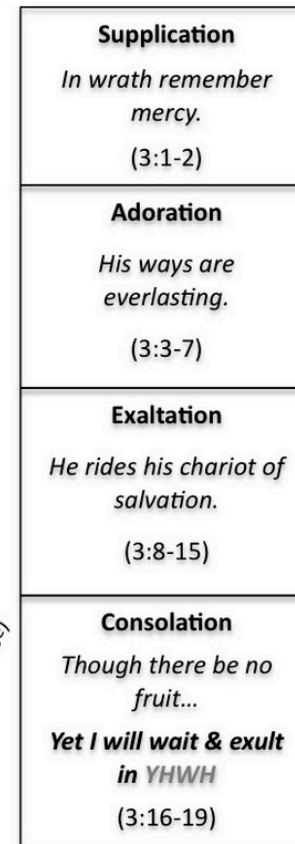 Supplication
In wrath remember
mercy.
(3:1-2)
Adoration
His ways are
everlasting.
(3:3-7)
Exaltation
He rides his chariot of
salvation.
(3:8-15)
Consolation
Though there be no
fruit...
Yet I will wait & exult
in YHWH
(3:16-19)